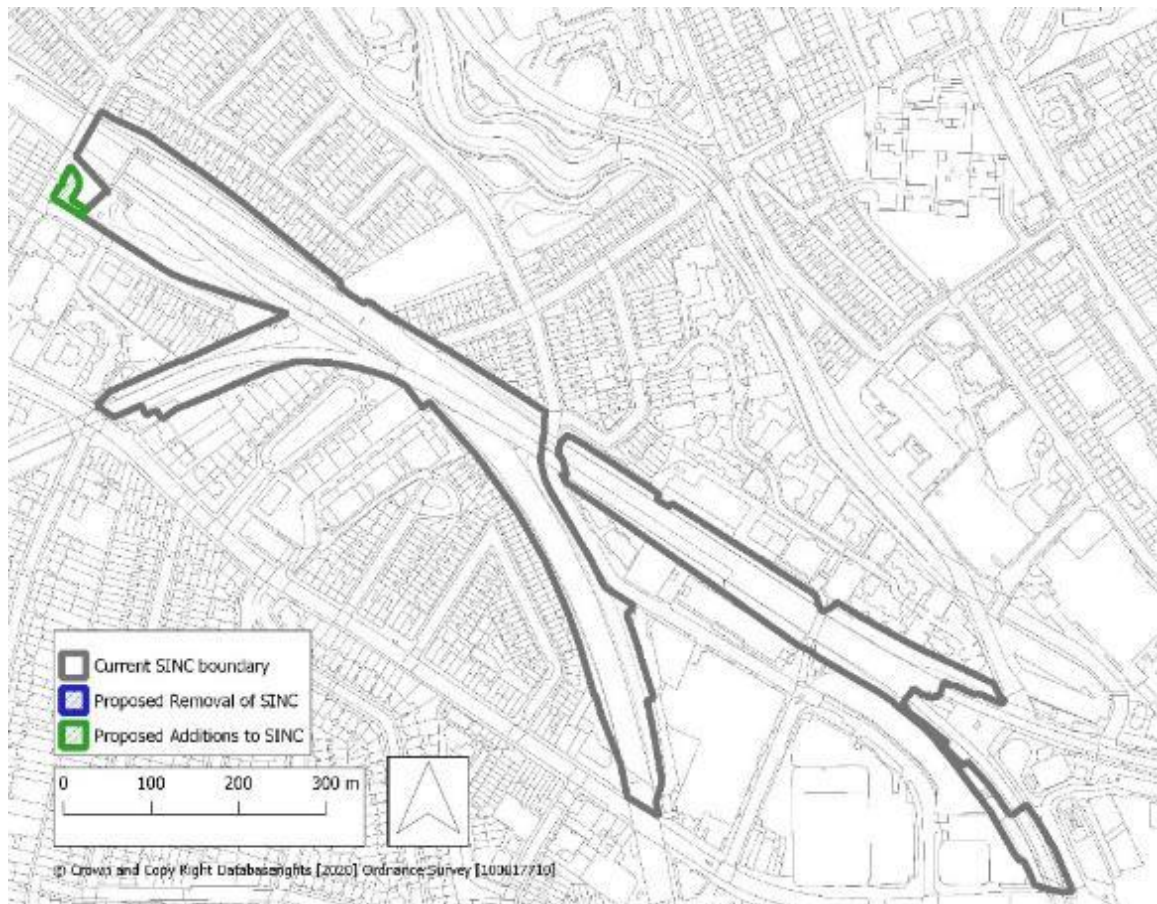 Current SINC boundary
Proposed Removal of SINC
Proposed Additions to SINC
0 100 200 300 m
© Crown and Copy Right Databaserights [2020] Ordnance Survey [100017710]